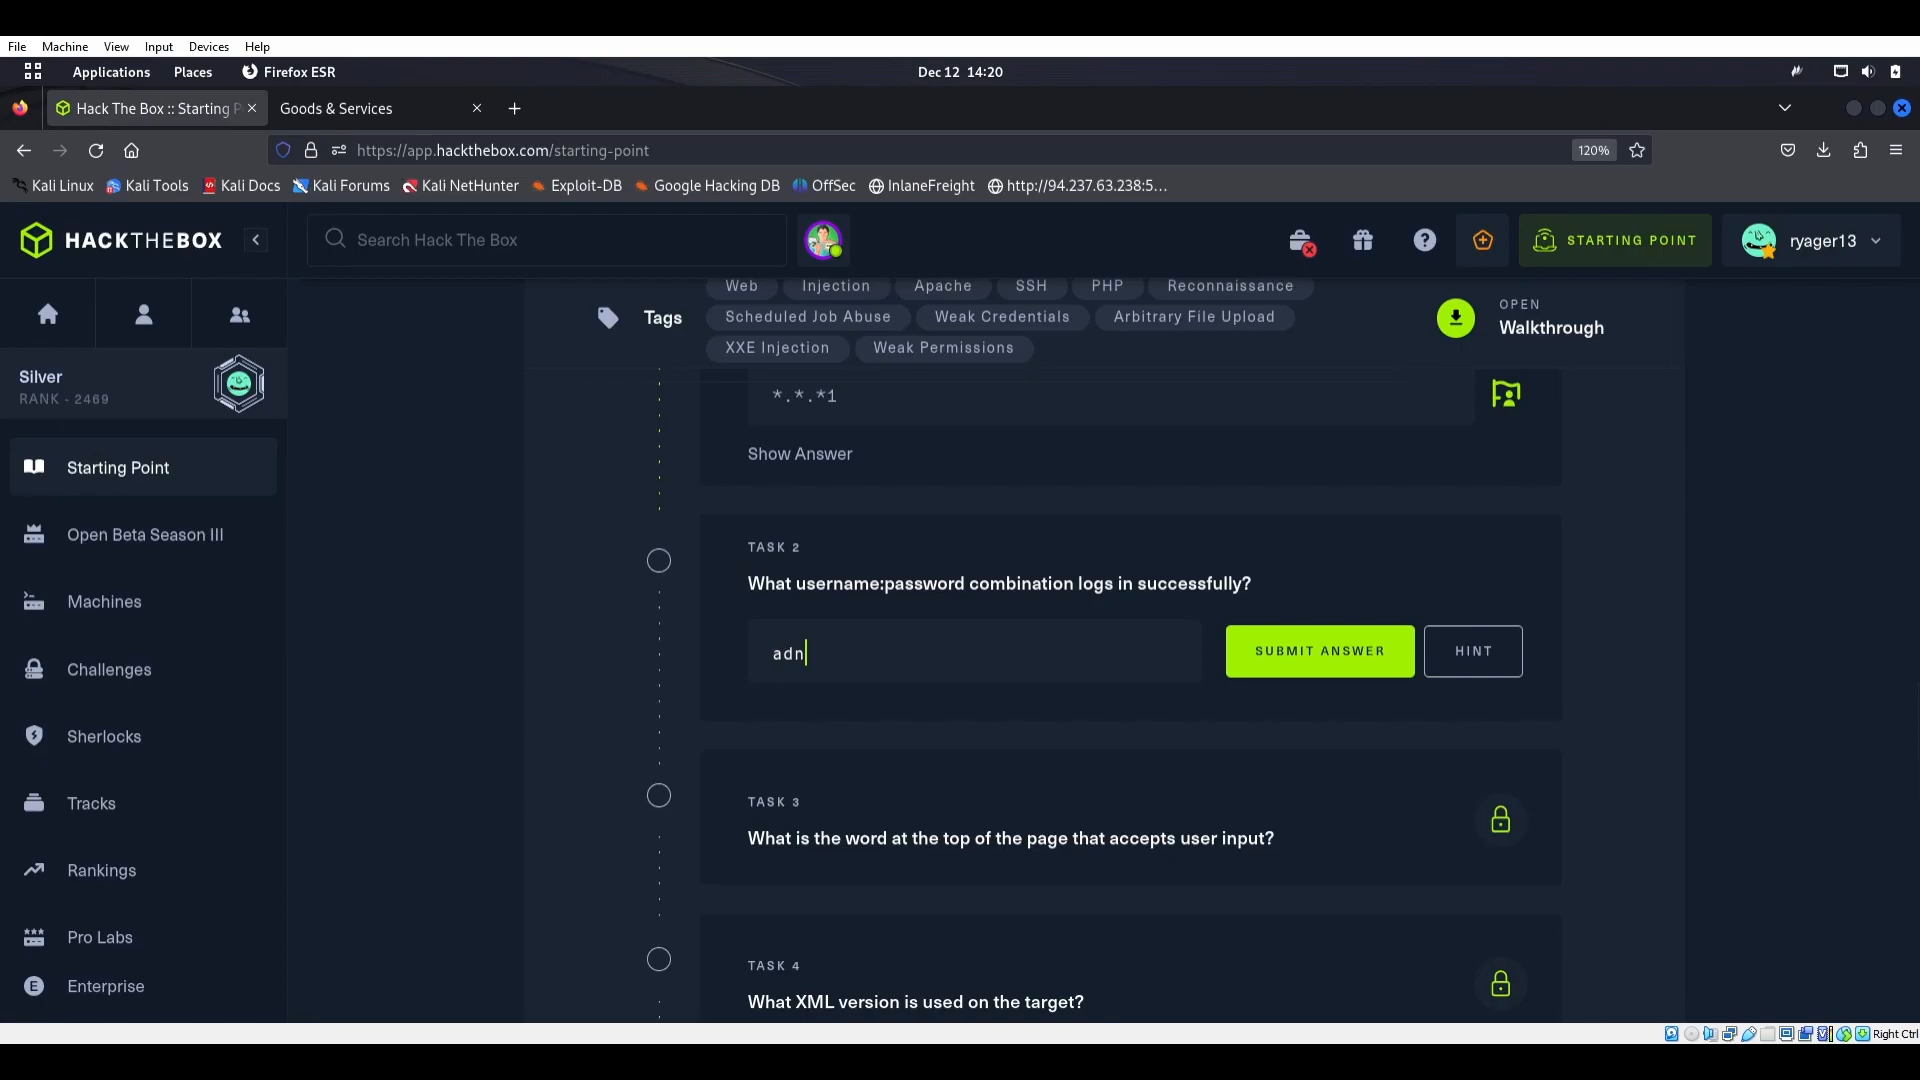 File Machine View Input Devices Help
Applications Places Firefox ESR Dec 12 14:20
Hack The Box :: Starting P Goods & Services
https://app.hackthebox.com/starting-point 120%
Kali Linux Kali Tools Kali Docs Kali Forums Kali NetHunter Exploit-DB Google Hacking DB OffSec InlaneFreight http://94.237.63.238:5...
HACKTHEBOX Search Hack The Box STARTING POINT ryager13
Web Injection Apache SSH PHP Reconnaissance
Tags Scheduled Job Abuse Weak Credentials Arbitrary File Upload
XXE Injection Weak Permissions
OPEN
Walkthrough
Silver
RANK - 2469
Starting Point
Open Beta Season III
Machines
Challenges
Sherlocks
Tracks
Rankings
Pro Labs
E Enterprise
*.*.*1
Show Answer
TASK 2
What username:password combination logs in successfully?
adn SUBMIT ANSWER HINT
TASK 3
What is the word at the top of the page that accepts user input?
TASK 4
What XML version is used on the target?
Right Ctrl